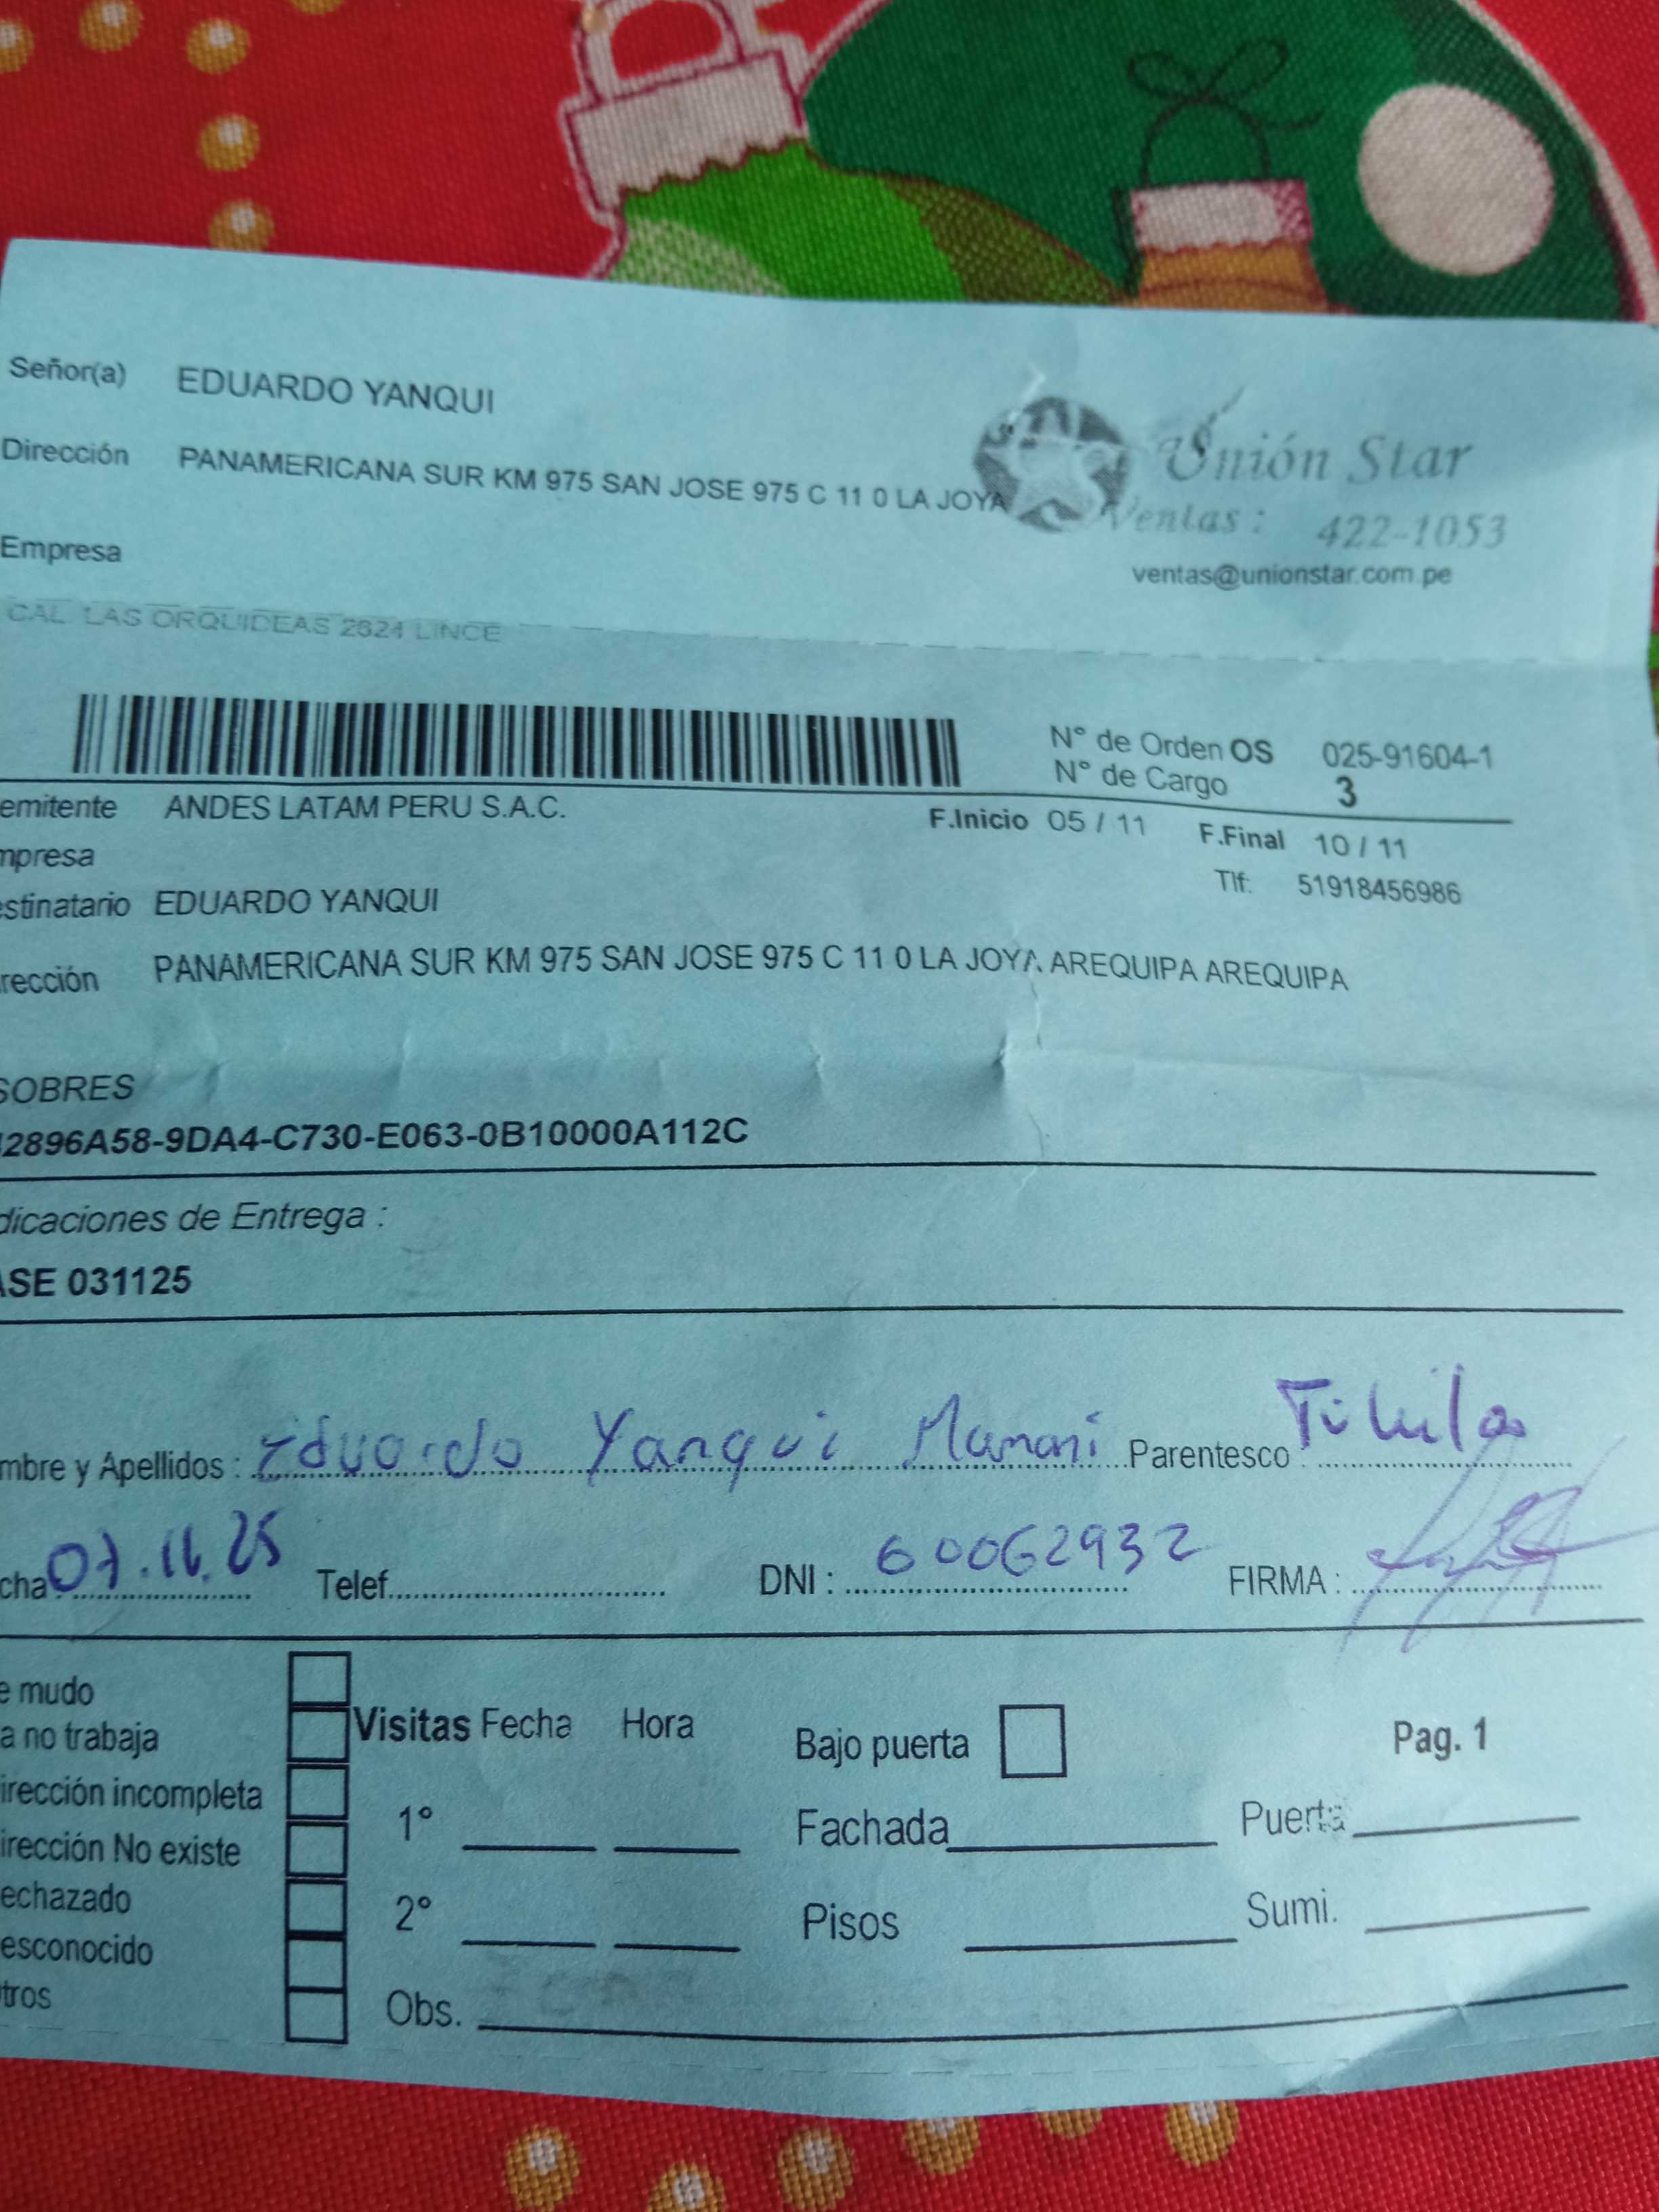 Señor(a) EDUARDO YANQUI
Dirección PANAMERICANA SUR KM 975 SAN JOSE 975 C 11 0 LA JOYA
Unión Star
Ventas : 422-1053
Empresa
ventas@unionstar.com.pe
CAL. LAS ORQUIDEAS 2624 LINCE
N° de Orden OS 025-91604-1
N° de Cargo 3
emitente ANDES LATAM PERU S.A.C.
F.Inicio 05 / 11 F.Final 10 / 11
mpresa
Tlf: 51918456986
estinatario EDUARDO YANQUI
rección PANAMERICANA SUR KM 975 SAN JOSE 975 C 11 0 LA JOYA AREQUIPA AREQUIPA
SOBRES
2896A58-9DA4-C730-E063-0B10000A112C
dicaciones de Entrega :
ASE 031125
mbre y Apellidos : Eduardo Yanqui Mamani Parentesco :
cha 07.11.25 Telef. DNI : 60062932 FIRMA :
e mudo
a no trabaja
irección incompleta
irección No existe
echazado
esconocido
tros
Visitas Fecha Hora
1°
2°
Obs.
Bajo puerta
Pag. 1
Fachada Puerta
Pisos Sumi.